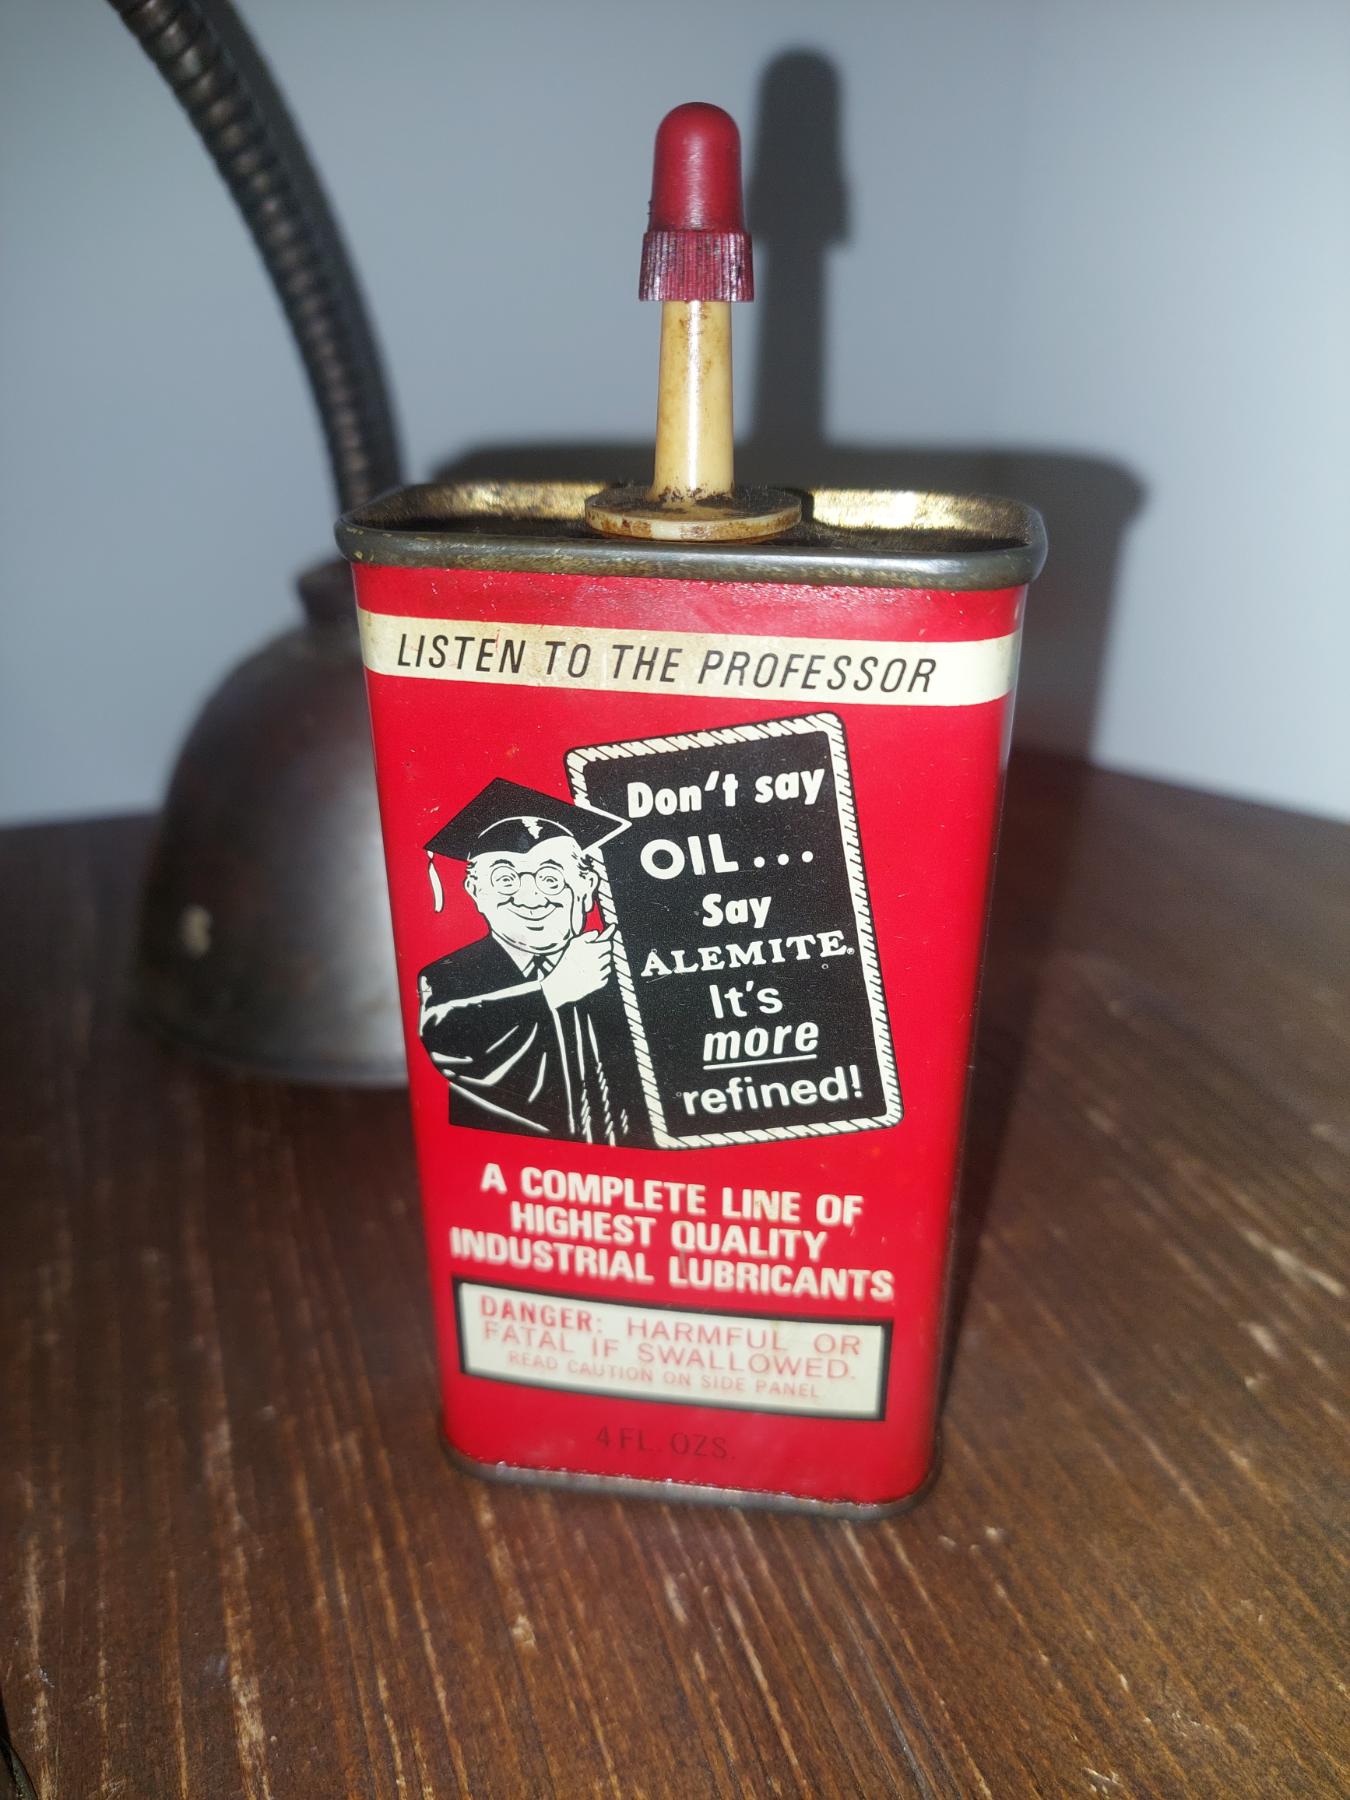 LISTEN TO THE PROFESSOR
Don't say
OIL...
Say
ALEMITE®
It's
more
refined!
A COMPLETE LINE OF
HIGHEST QUALITY
INDUSTRIAL LUBRICANTS
DANGER: HARMFUL OR
FATAL IF SWALLOWED.
READ CAUTION ON SIDE PANEL
4 FL. OZS.